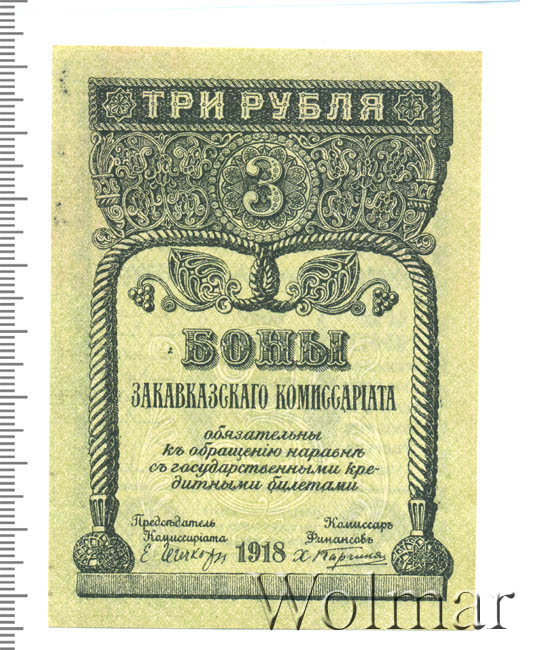 ТРИ РУБЛЯ
3
БОНЫ
ЗАКАВКАЗСКАГО КОМИССАРІАТА
обязательны
къ обращенію наравнѣ
съ государственными кре-
дитными билетами
Предсѣдатель Комиссаръ
Комиссаріата Финансовъ
1918
Wolmar